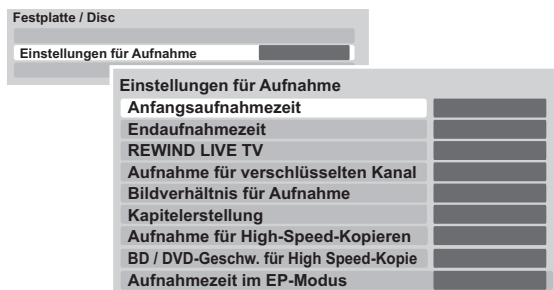 Festplatte / Disc
Einstellungen für Aufnahme
Einstellungen für Aufnahme
Anfangsaufnahmezeit
Endaufnahmezeit
REWIND LIVE TV
Aufnahme für verschlüsselten Kanal
Bildverhältnis für Aufnahme
Kapitelerstellung
Aufnahme für High-Speed-Kopieren
BD / DVD-Geschw. für High Speed-Kopie
Aufnahmezeit im EP-Modus